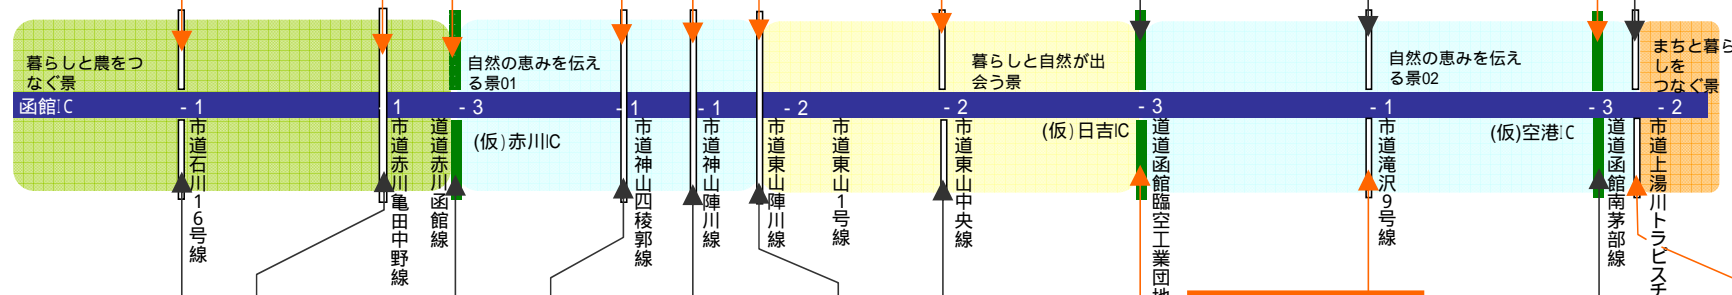 暮らしと農をつ
なぐ景
自然の恵みを伝え
る景01
暮らしと自然が出
会う景
自然の恵みを伝え
る景02
まちと暮ら
しを
つなぐ景
函館IC
- 1
- 1
- 3
- 1
- 1
- 2
- 2
- 3
- 1
- 3
- 2
(仮)赤川IC
(仮)日吉IC
(仮)空港IC
市道石川16号線
市道赤川亀田中野線
道道赤川函館線
市道神山四稜郭線
市道神山陣川線
市道東山陣川線
市道東山1号線
市道東山中央線
道道函館臨空工業団地
市道滝沢9号線
道道函館南茅部線
市道上湯川トラピスチ